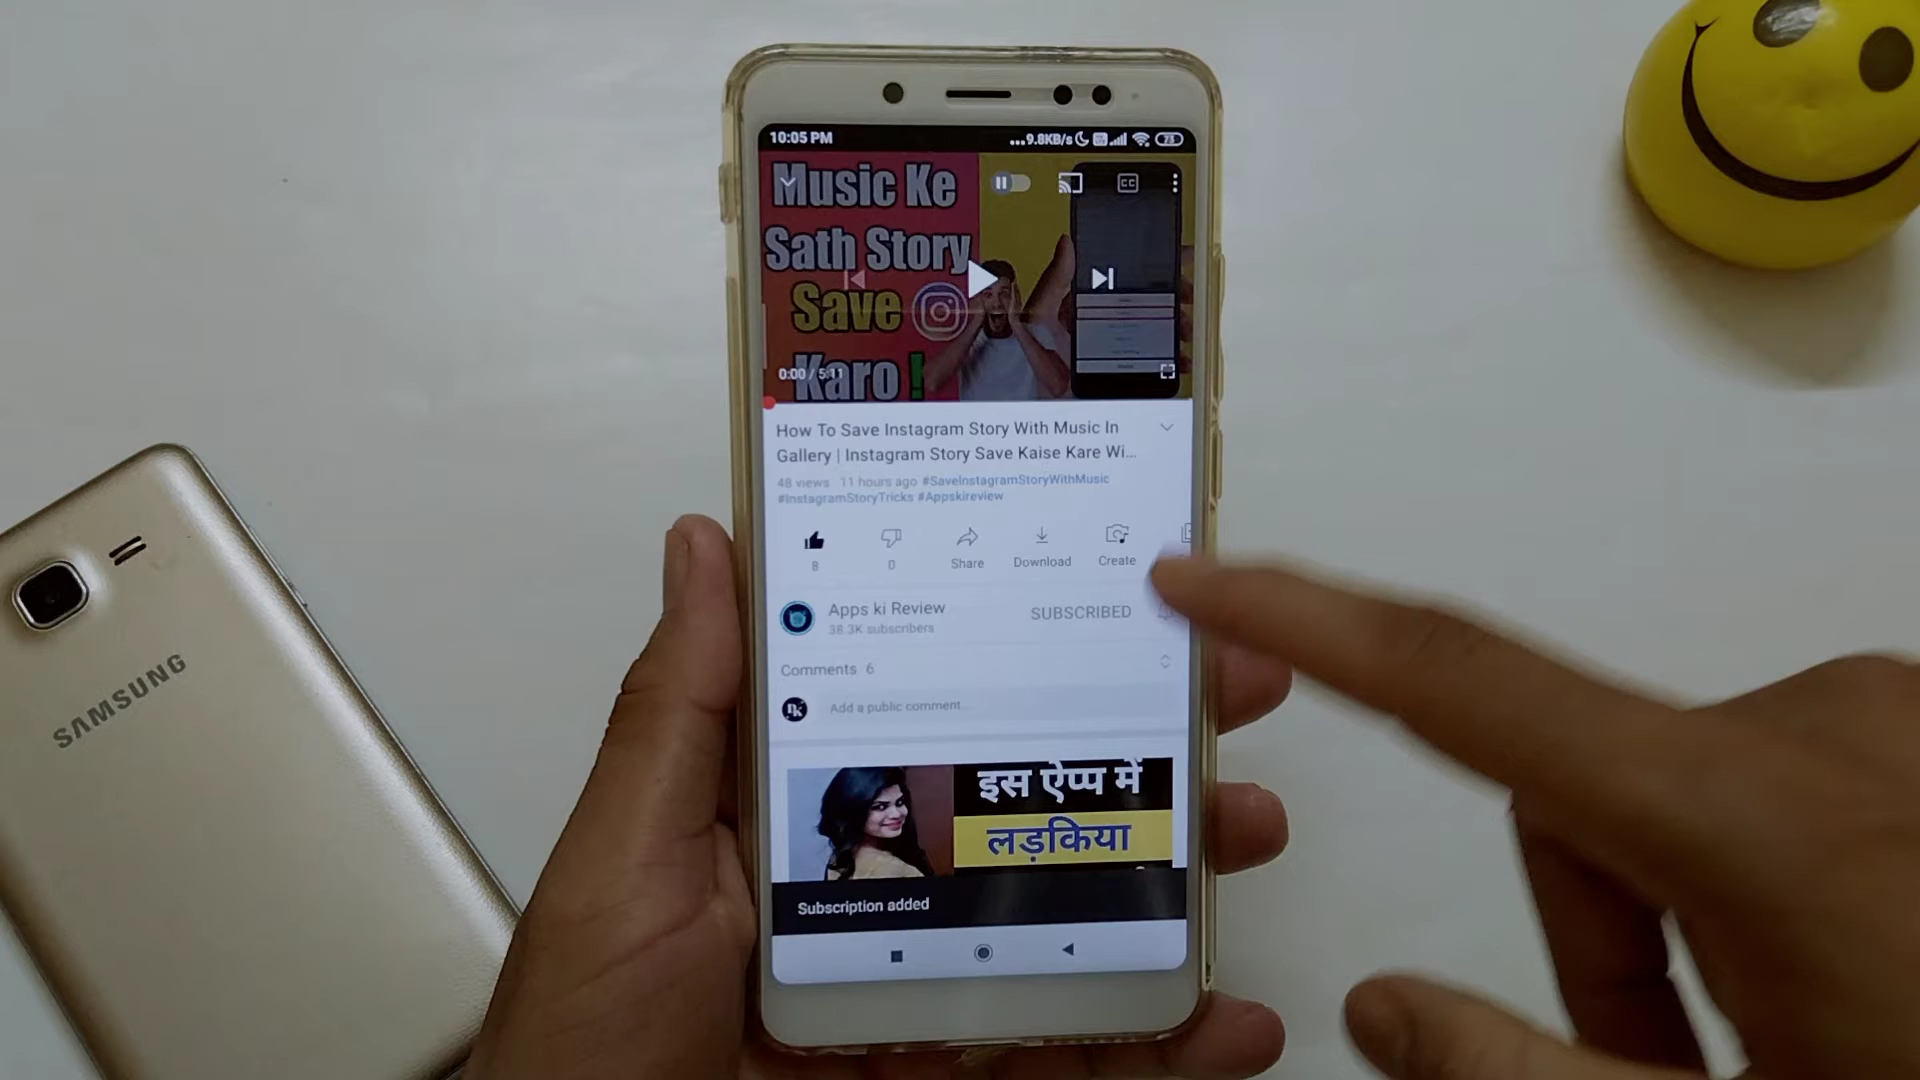 10:05 PM
...9.8KB/s
73
Music Ke
Sath Story
Save
Karo !
CC
0:00 / 5:11
How To Save Instagram Story With Music In
Gallery | Instagram Story Save Kaise Kare Wi...
48 views 11 hours ago #SaveInstagramStoryWithMusic
#InstagramStoryTricks #Appskireview
8
0
Share
Download
Create
Apps ki Review
38.3K subscribers
SUBSCRIBED
Comments 6
Add a public comment...
इस ऐप्प में
लड़किया
Subscription added
SAMSUNG